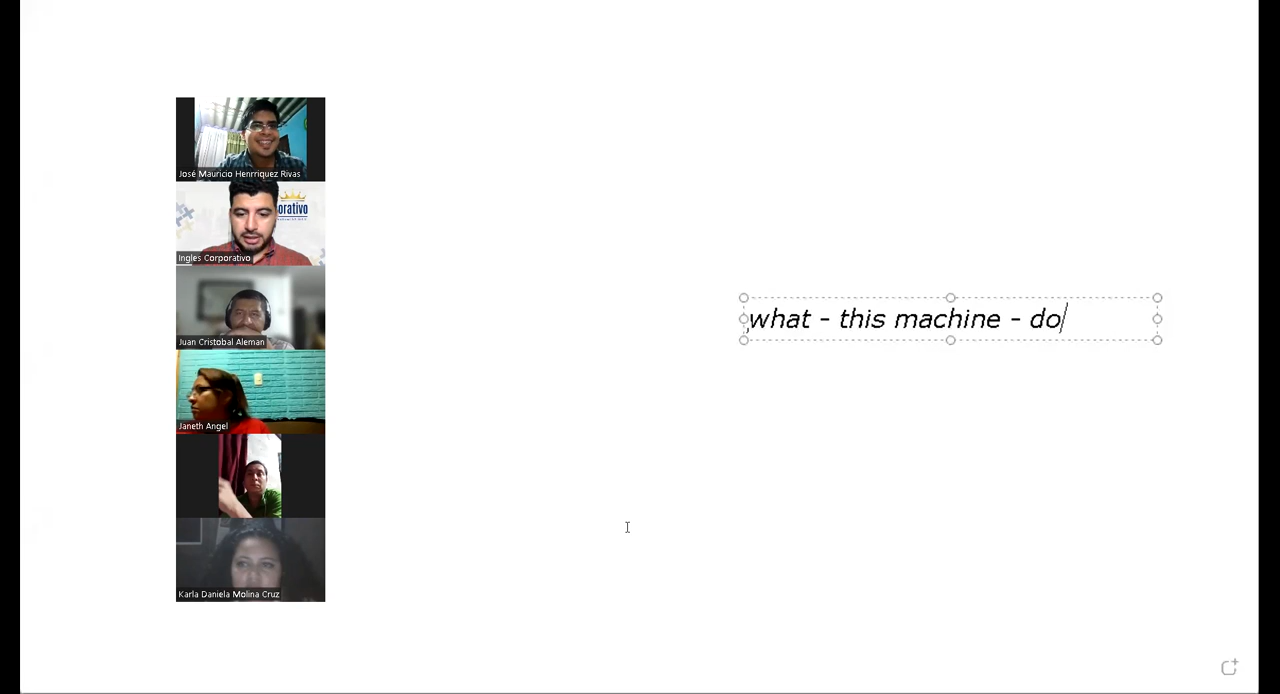 José Mauricio Henrriquez Rivas
orativo
Ingles Corporativo
Juan Cristobal Aleman
Janeth Angel
Karla Daniela Molina Cruz
what - this machine - do